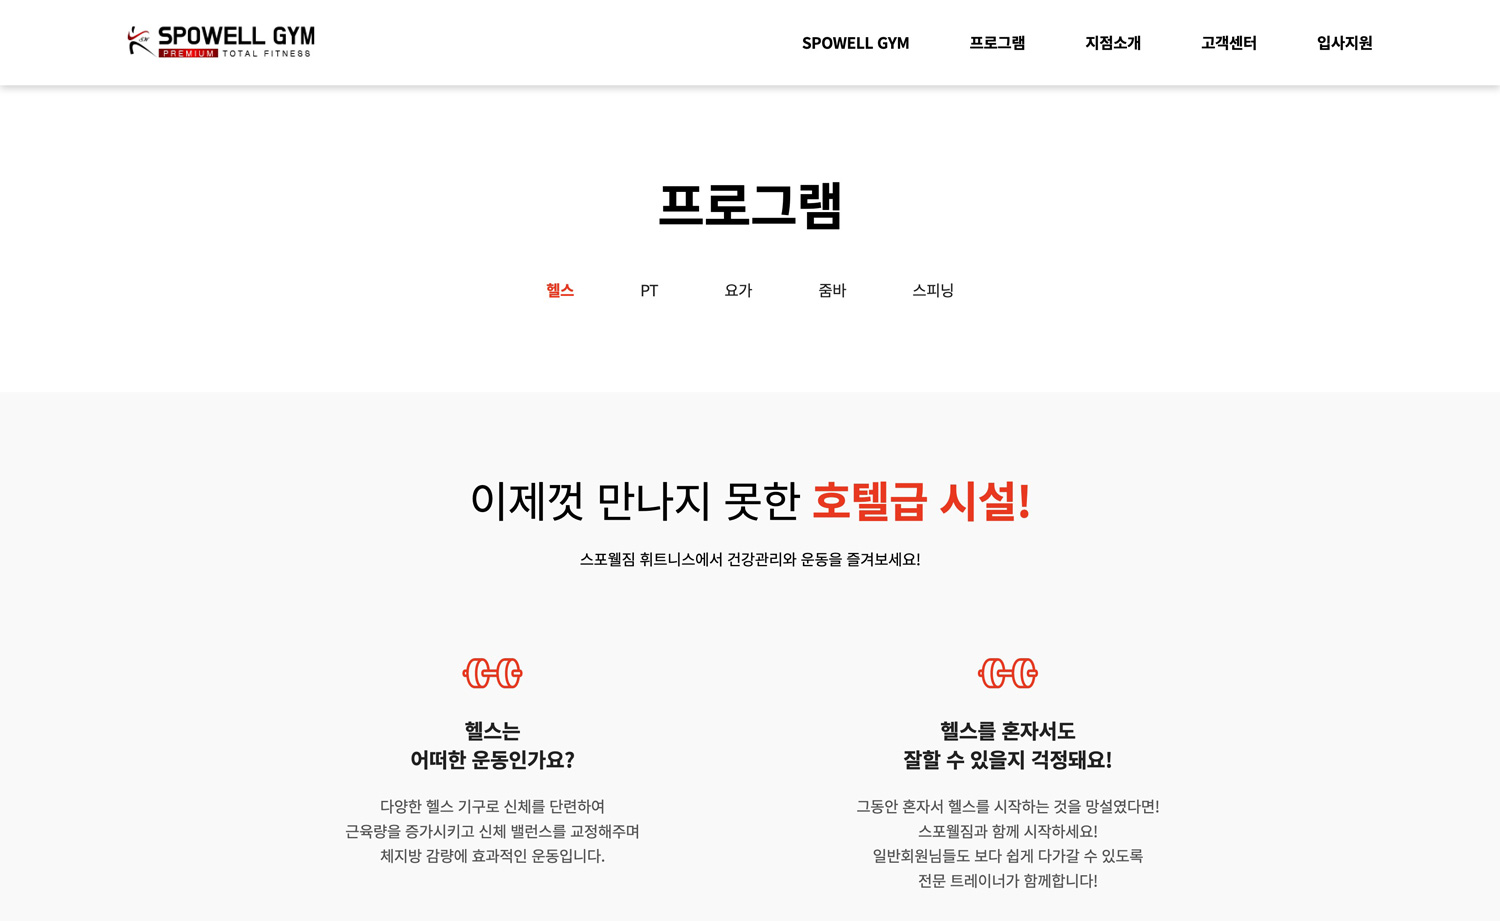 SPOWELL GYM
PREMIUM TOTAL FITNESS
SPOWELL GYM
프로그램
지점소개
고객센터
입사지원
프로그램
헬스
PT
요가
줌바
스피닝
이제껏 만나지 못한 호텔급 시설!
스포웰짐 휘트니스에서 건강관리와 운동을 즐겨보세요!
헬스는
어떠한 운동인가요?
다양한 헬스 기구로 신체를 단련하여
근육량을 증가시키고 신체 밸런스를 교정해주며
체지방 감량에 효과적인 운동입니다.
헬스를 혼자서도
잘할 수 있을지 걱정돼요!
그동안 혼자서 헬스를 시작하는 것을 망설였다면!
스포웰짐과 함께 시작하세요!
일반회원님들도 보다 쉽게 다가갈 수 있도록
전문 트레이너가 함께합니다!